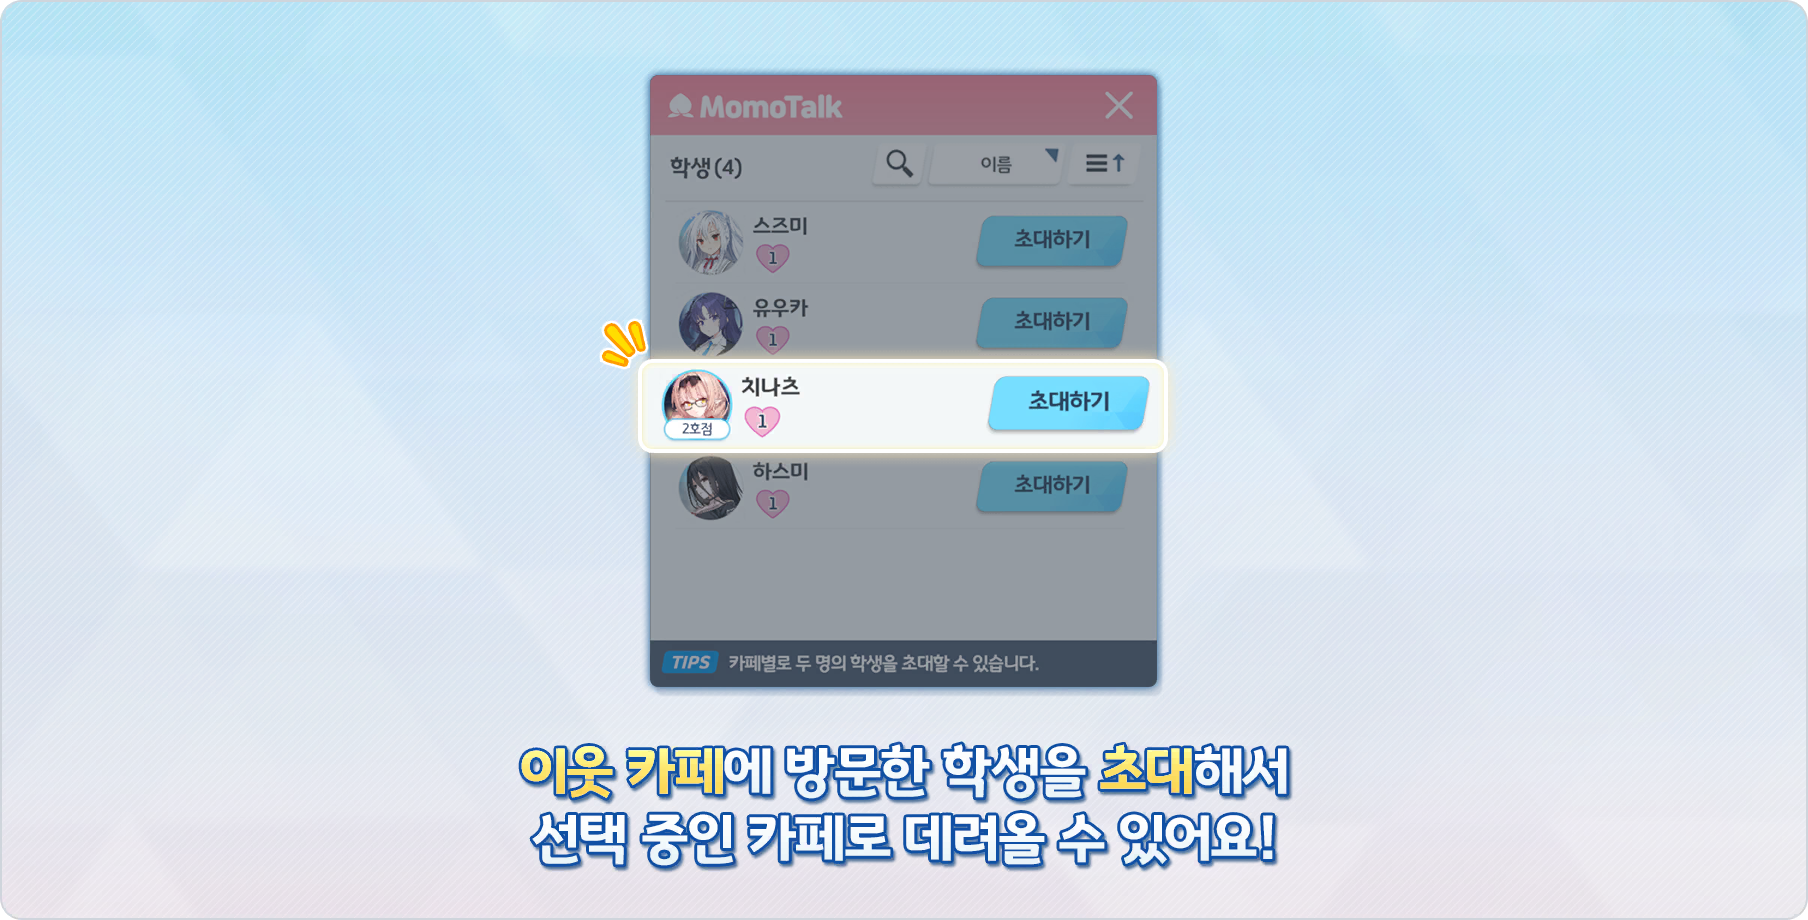 MomoTalk
학생(4)
이름
스즈미
1
초대하기
유우카
1
초대하기
치나츠
2호점
1
초대하기
하스미
1
초대하기
TIPS 카페별로 두 명의 학생을 초대할 수 있습니다.
이웃 카페에 방문한 학생을 초대해서
선택 중인 카페로 데려올 수 있어요!